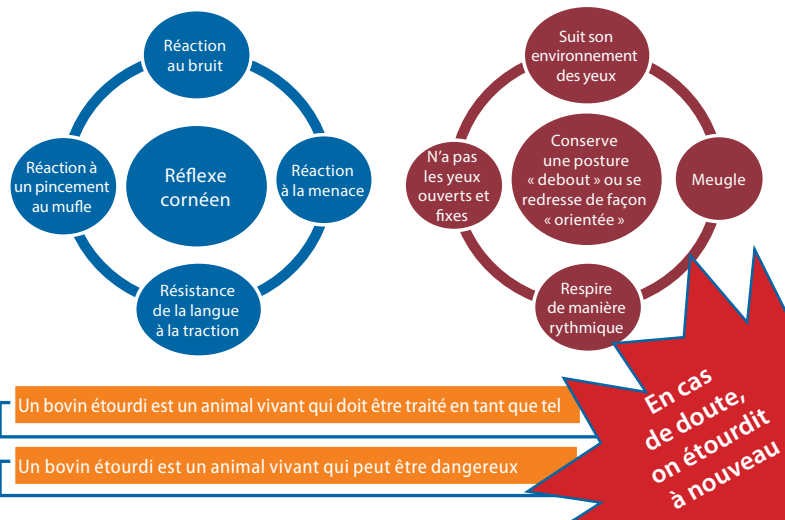 Réaction
au bruit
Réaction à
un pincement
au mufle
Réflexe
cornéen
Réaction
à la menace
Résistance
de la langue
à la traction
Suit son
environnement
des yeux
N'a pas
les yeux
ouverts et
fixes
Conserve
une posture
« debout » ou se
redresse de façon
« orientée »
Meugle
Respire
de manière
rythmique
Un bovin étourdi est un animal vivant qui doit être traité en tant que tel
Un bovin étourdi est un animal vivant qui peut être dangereux
En cas
de doute,
on étourdit
à nouveau